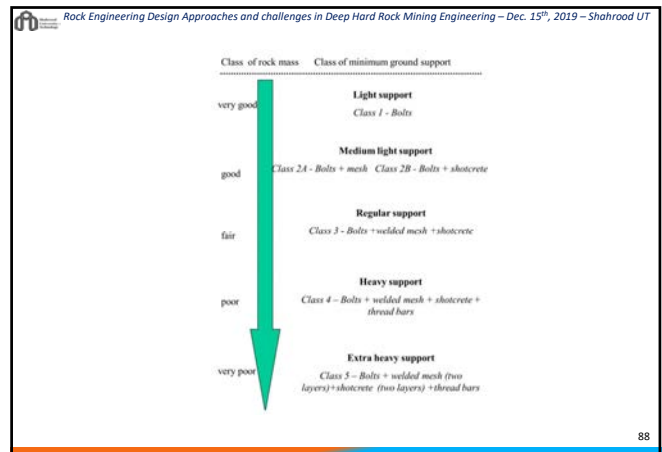 Rock Engineering Design Approaches and challenges in Deep Hard Rock Mining Engineering – Dec. 15th, 2019 – Shahrood UT
Class of rock mass Class of minimum ground support
very good
Light support
Class 1 - Bolts
Medium light support
good
Class 2A - Bolts + mesh Class 2B - Bolts + shotcrete
Regular support
fair
Class 3 - Bolts +welded mesh +shotcrete
Heavy support
poor
Class 4 – Bolts + welded mesh + shotcrete +
thread bars
Extra heavy support
very poor
Class 5 – Bolts + welded mesh (two
layers)+shotcrete (two layers) +thread bars
88